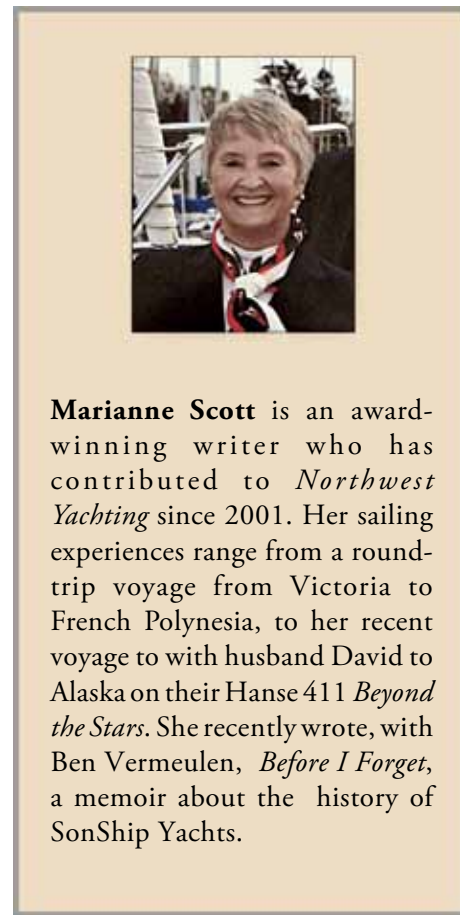 Marianne Scott is an award-
winning writer who has
contributed to Northwest
Yachting since 2001. Her sailing
experiences range from a round-
trip voyage from Victoria to
French Polynesia, to her recent
voyage to with husband David to
Alaska on their Hanse 411 Beyond
the Stars. She recently wrote, with
Ben Vermeulen, Before I Forget,
a memoir about the history of
SonShip Yachts.